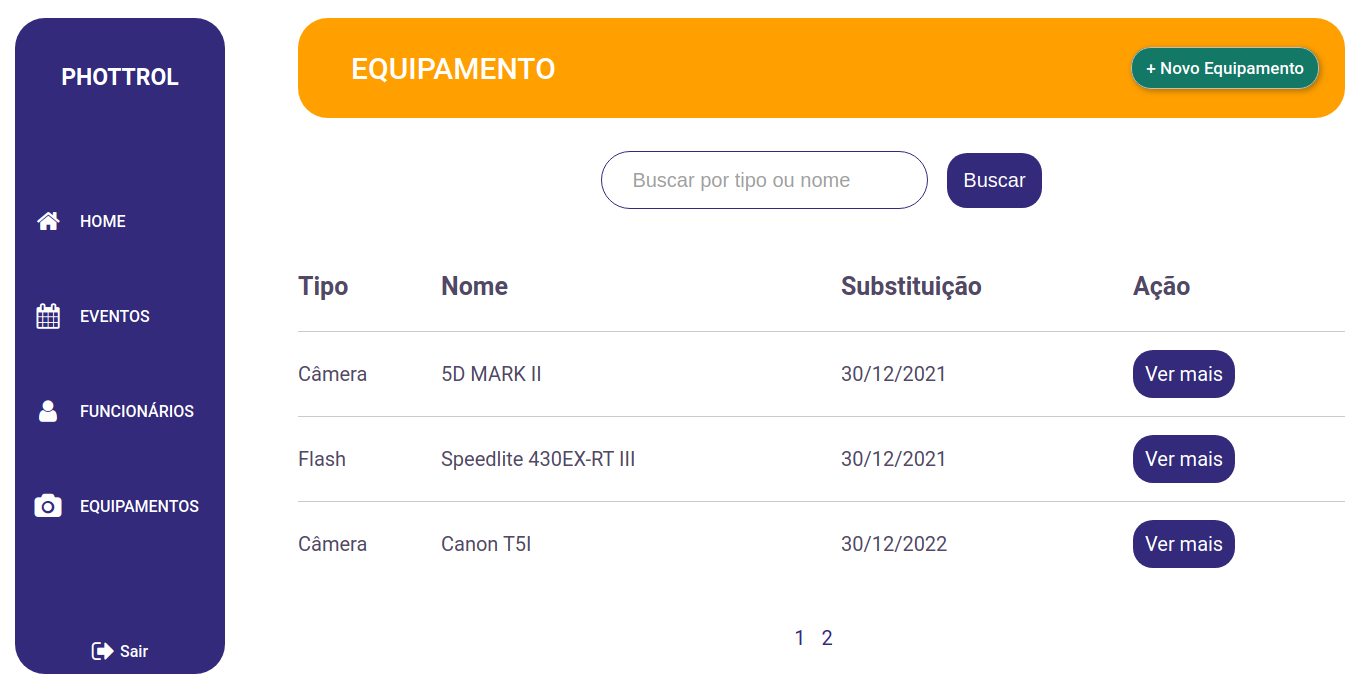 PHOTTROL
HOME
EVENTOS
FUNCIONÁRIOS
EQUIPAMENTOS
Sair
EQUIPAMENTO
+ Novo Equipamento
Buscar por tipo ou nome
Buscar
Tipo Nome Substituição Ação
Câmera 5D MARK II 30/12/2021 Ver mais
Flash Speedlite 430EX-RT III 30/12/2021 Ver mais
Câmera Canon T5I 30/12/2022 Ver mais
1 2